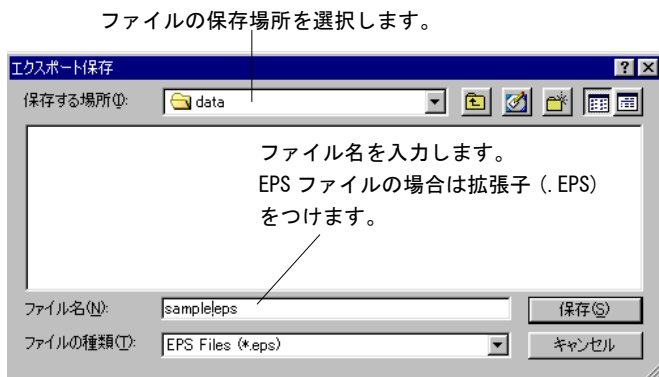 ファイルの保存場所を選択します。
エクスポート保存
保存する場所(I):
data
ファイル名を入力します。
EPS ファイルの場合は拡張子 (.EPS)
をつけます。
ファイル名(N):
sample.eps
保存(S)
ファイルの種類(T):
EPS Files (*.eps)
キャンセル